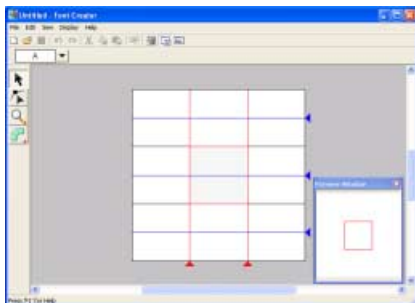 Untitled - Font Creator
File Edit View Display Help
A
Preview Window
Press F1 for Help